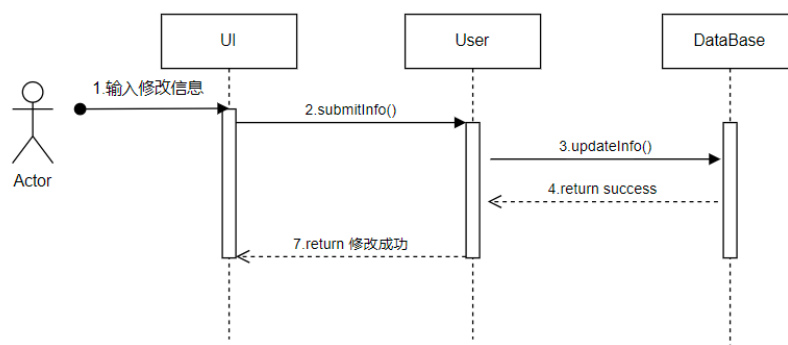 UI
User
DataBase
1.输入修改信息
2.submitInfo()
3.updateInfo()
Actor
4.return success
7.return 修改成功